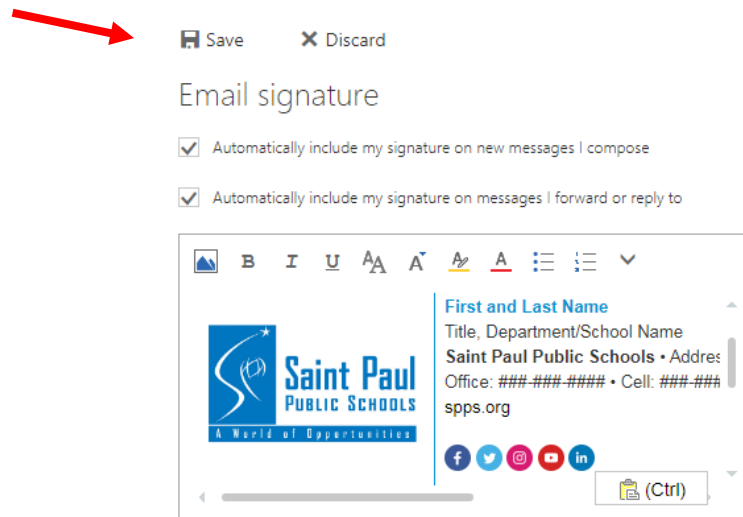 Save
Discard
Email signature
Automatically include my signature on new messages I compose
Automatically include my signature on messages I forward or reply to
B I U AA A A
First and Last Name
Title, Department/School Name
Saint Paul Public Schools • Addres
Office: ###-###-#### • Cell: ###-###
spps.org
Saint Paul
PUBLIC SCHOOLS
A World of Opportunities
(Ctrl)